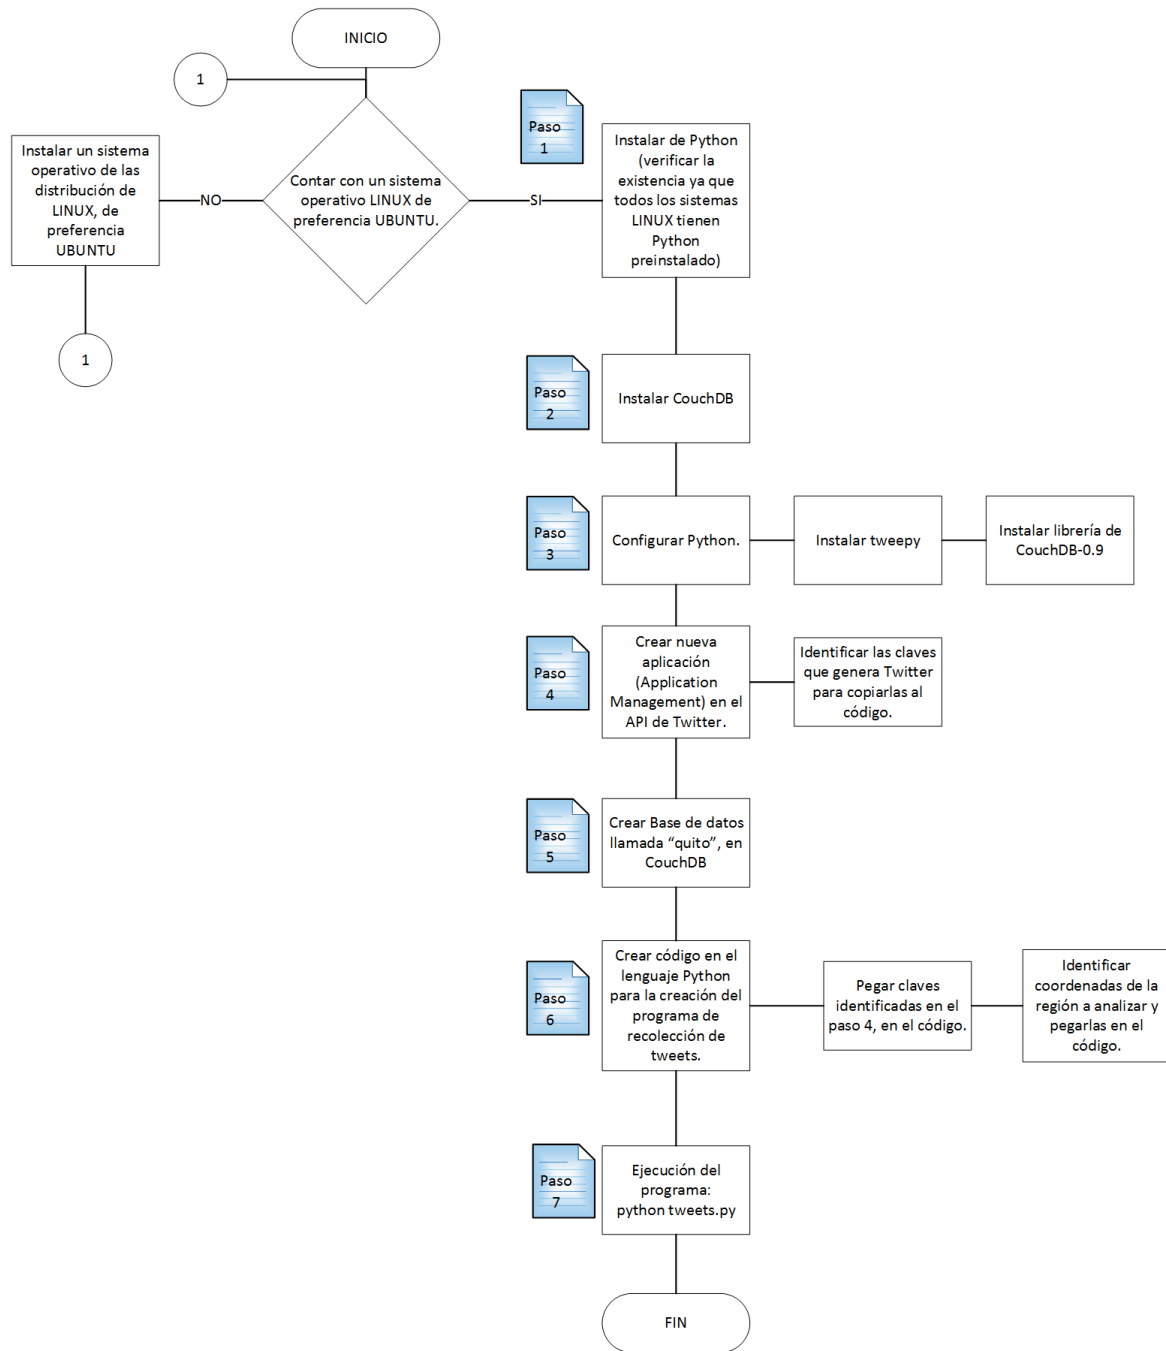 INICIO
1
Instalar un sistema
operativo de las
distribución de
LINUX, de
preferencia
UBUNTU
NO
Contar con un sistema
operativo LINUX de
preferencia UBUNTU.
SI
Paso
1
Instalar de Python
(verificar la
existencia ya que
todos los sistemas
LINUX tienen
Python
preinstalado)
1
Paso
2
Instalar CouchDB
Paso
3
Configurar Python.
Instalar tweepy
Instalar librería de
CouchDB-0.9
Paso
4
Crear nueva
aplicación
(Application
Management) en el
API de Twitter.
Identificar las claves
que genera Twitter
para copiarlas al
código.
Paso
5
Crear Base de datos
llamada “quito”, en
CouchDB
Paso
6
Crear código en el
lenguaje Python
para la creación del
programa de
recolección de
tweets.
Pegar claves
identificadas en el
paso 4, en el código.
Identificar
coordenadas de la
región a analizar y
pegarlas en el
código.
Paso
7
Ejecución del
programa:
python tweets.py
FIN